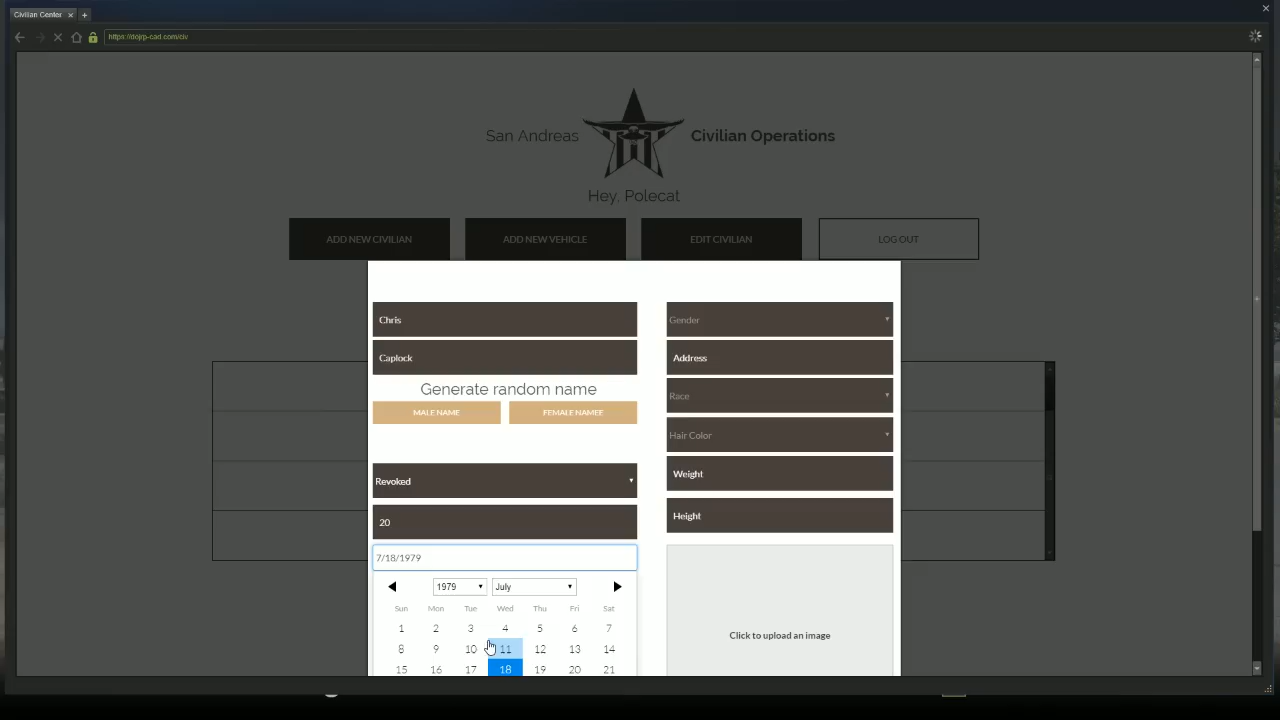 Civilian Center
https://dojrp-cad.com/civ
San Andreas Civilian Operations
Hey, Polecat
ADD NEW CIVILIAN ADD NEW VEHICLE EDIT CIVILIAN LOG OUT
Chris
Caplock
Generate random name
MALE NAME FEMALE NAMEE
Revoked
20
7/18/1979
1979 July
Sun Mon Tue Wed Thu Fri Sat
1 2 3 4 5 6 7
8 9 10 11 12 13 14
15 16 17 18 19 20 21
Gender
Address
Race
Hair Color
Weight
Height
Click to upload an image